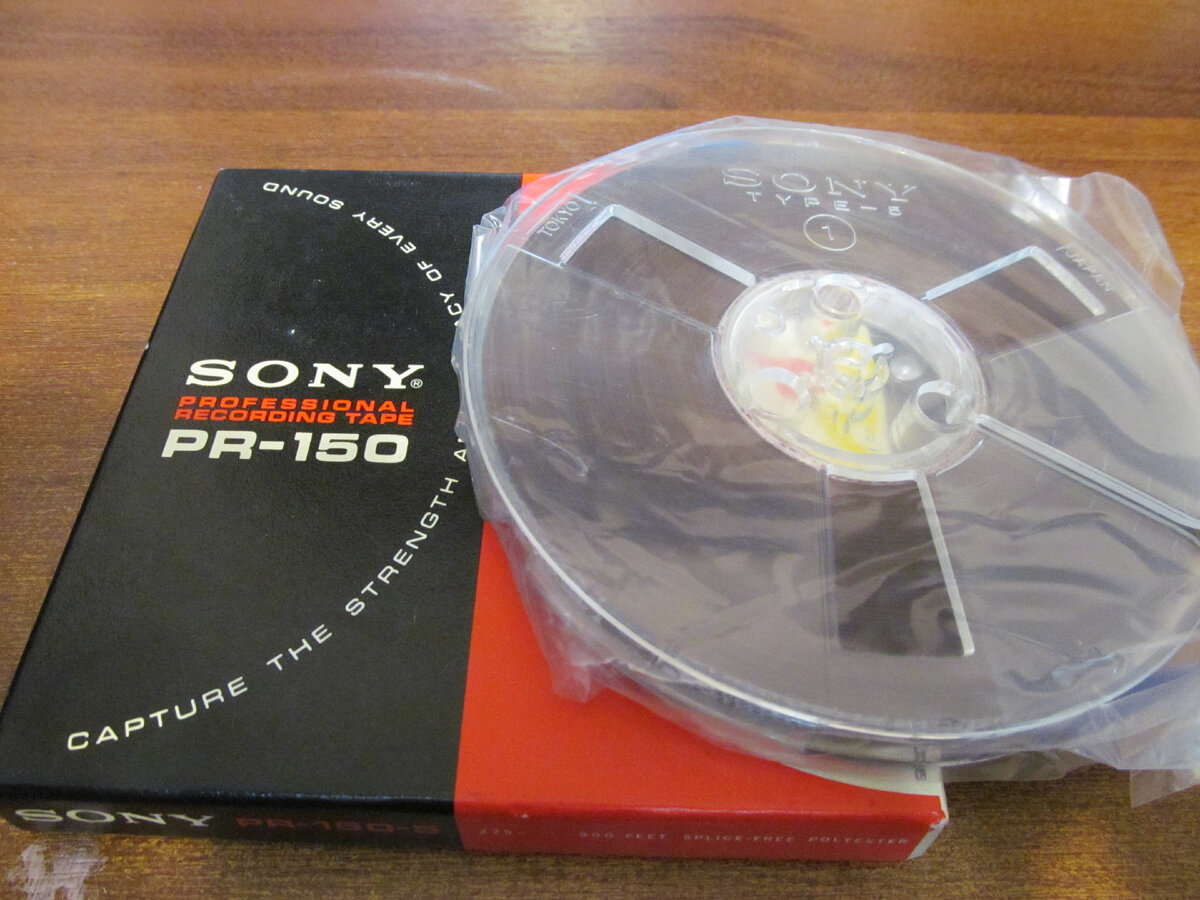 CAPTURE THE STRENGTH
CY OF EVERY SOUND
SONY®
PROFESSIONAL
RECORDING TAPE
PR-150
SONY PR-150
900-FEET SPLICE-FREE POLYESTER
SONY
TYPE-5
1
TOKYO
JAPAN